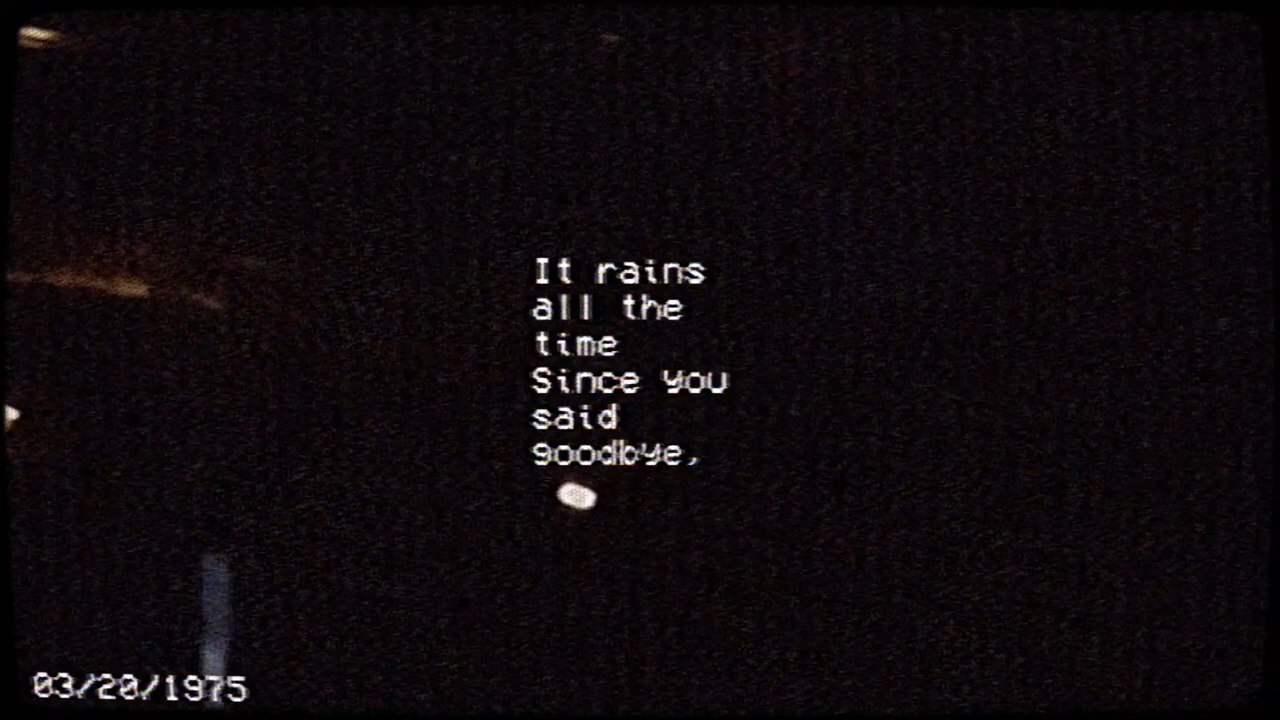 It rains
all the
time
Since you
said
goodbye,
03/20/1975